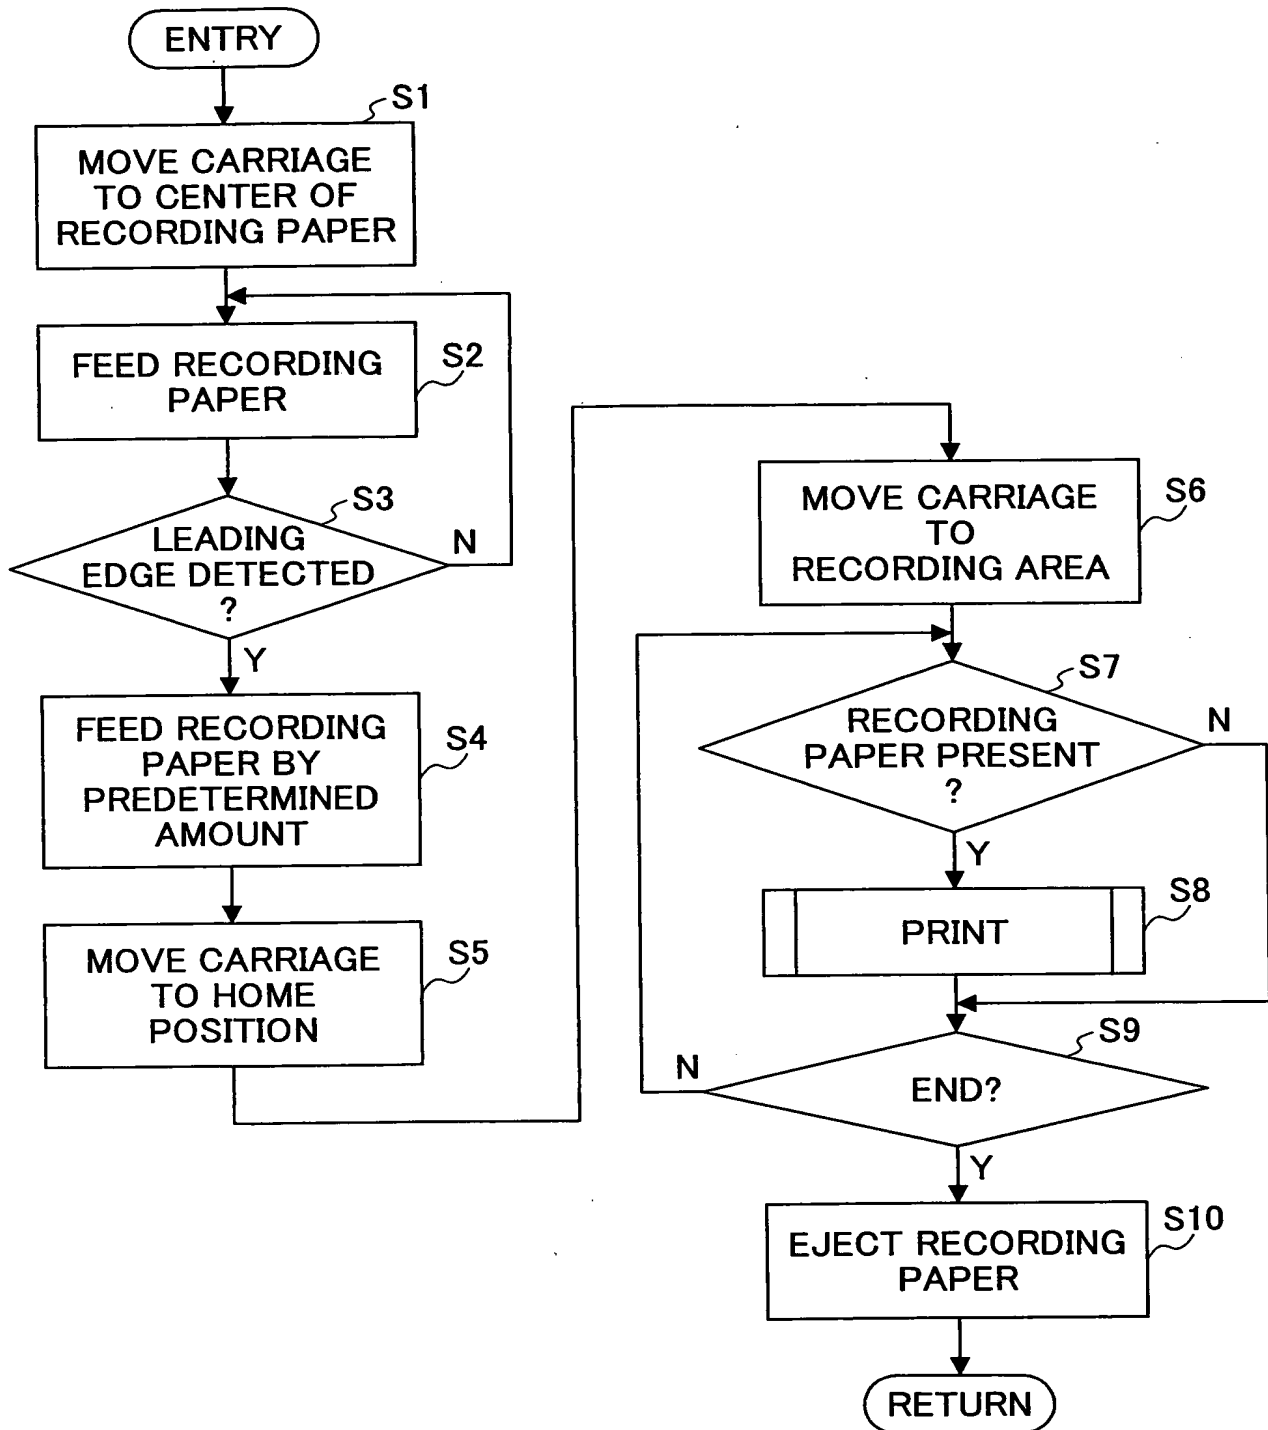 ENTRY
S1
MOVE CARRIAGE
TO CENTER OF
RECORDING PAPER
FEED RECORDING
PAPER
S2
S3
LEADING
EDGE DETECTED
?
N
Y
FEED RECORDING
PAPER BY
PREDETERMINED
AMOUNT
S4
MOVE CARRIAGE
TO HOME
POSITION
S5
MOVE CARRIAGE
TO
RECORDING AREA
S6
S7
RECORDING
PAPER PRESENT
?
N
Y
PRINT
S8
S9
END?
N
Y
EJECT RECORDING
PAPER
S10
RETURN